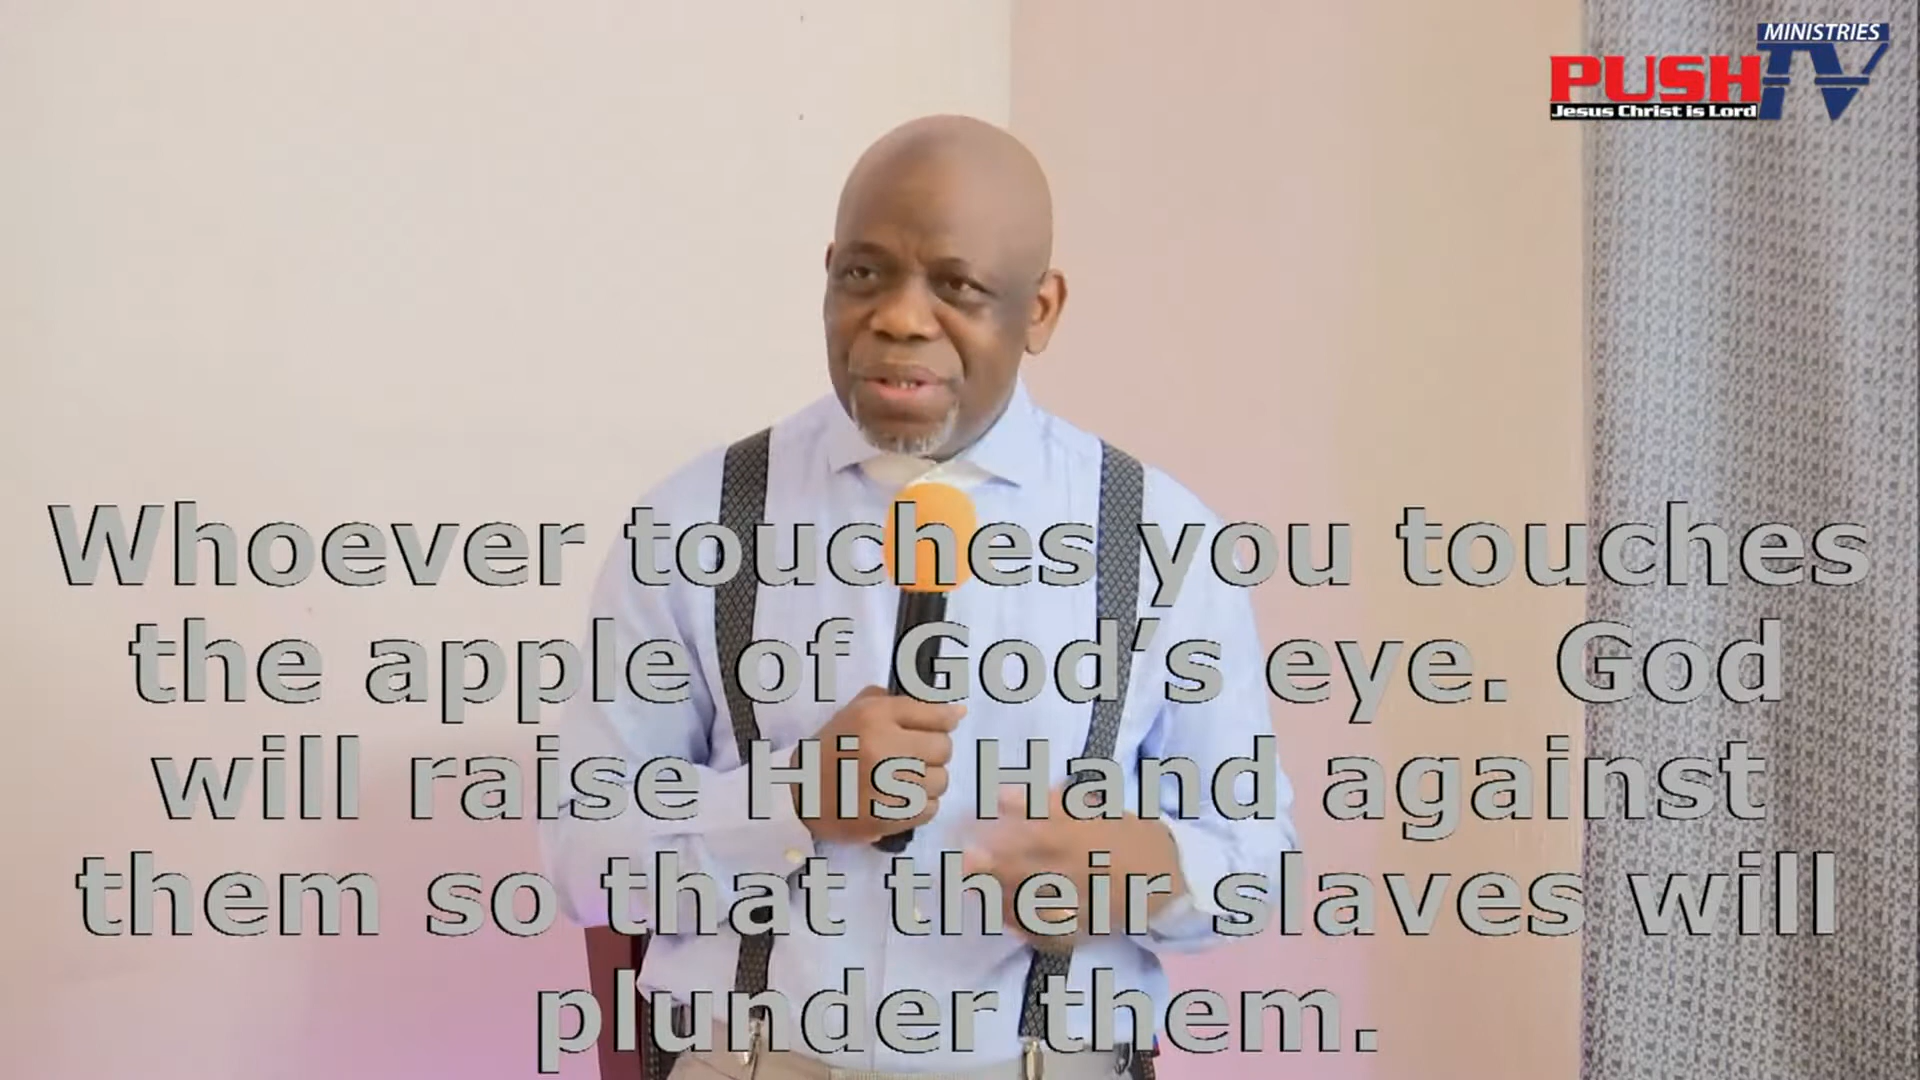 MINISTRIES
PUSH TV
Jesus Christ is Lord
Whoever touches you touches
the apple of God's eye. God
will raise His Hand against
them so that their slaves will
plunder them.